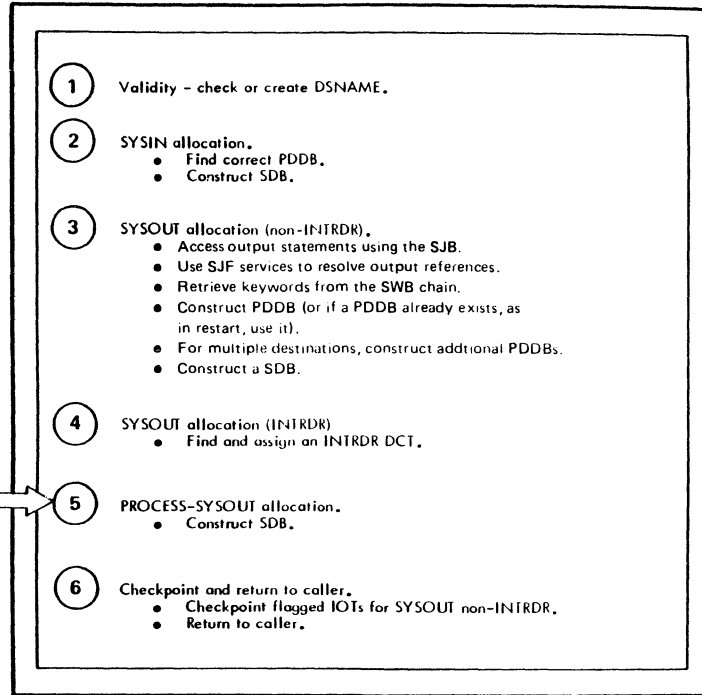 1 Validity - check or create DSNAME.
2 SYSIN allocation.
• Find correct PDDB.
• Construct SDB.
3 SYSOUT allocation (non-INTRDR).
• Access output statements using the SJB.
• Use SJF services to resolve output references.
• Retrieve keywords from the SWB chain.
• Construct PDDB (or if a PDDB already exists, as
in restart, use it).
• For multiple destinations, construct addtional PDDBs.
• Construct a SDB.
4 SYSOUT allocation (INTRDR)
• Find and assign an INTRDR DCT.
5 PROCESS-SYSOUT allocation.
• Construct SDB.
6 Checkpoint and return to caller.
• Checkpoint flagged IOTs for SYSOUT non-INTRDR.
• Return to caller.